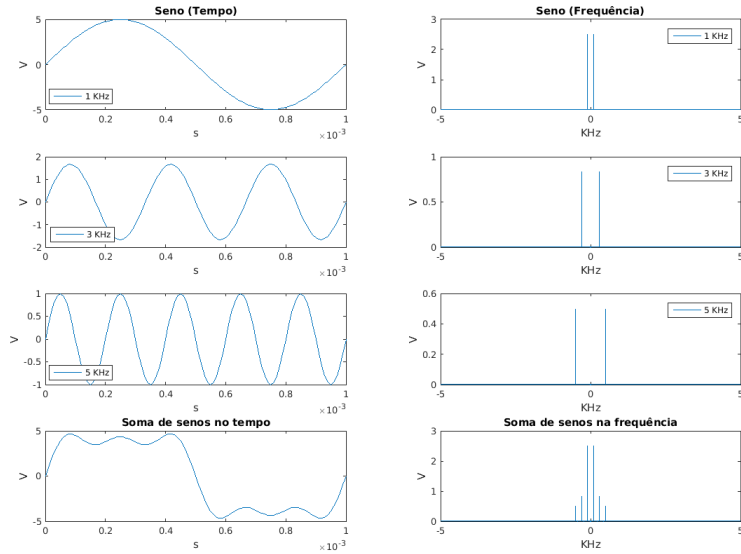 Seno (Tempo)
5
0
-5
V
1 KHz
0 0.2 0.4 0.6 0.8 1
s
×10⁻³
Seno (Frequência)
3
2
1
0
V
1 KHz
-5 0 5
KHz
2
1
0
-1
-2
V
3 KHz
0 0.2 0.4 0.6 0.8 1
s
×10⁻³
1
0.5
0
V
3 KHz
-5 0 5
KHz
1
0.5
0
-0.5
-1
V
5 KHz
0 0.2 0.4 0.6 0.8 1
s
×10⁻³
0.6
0.4
0.2
0
V
5 KHz
-5 0 5
KHz
Soma de senos no tempo
5
0
-5
V
0 0.2 0.4 0.6 0.8 1
s
×10⁻³
Soma de senos na frequência
3
2
1
0
V
-5 0 5
KHz